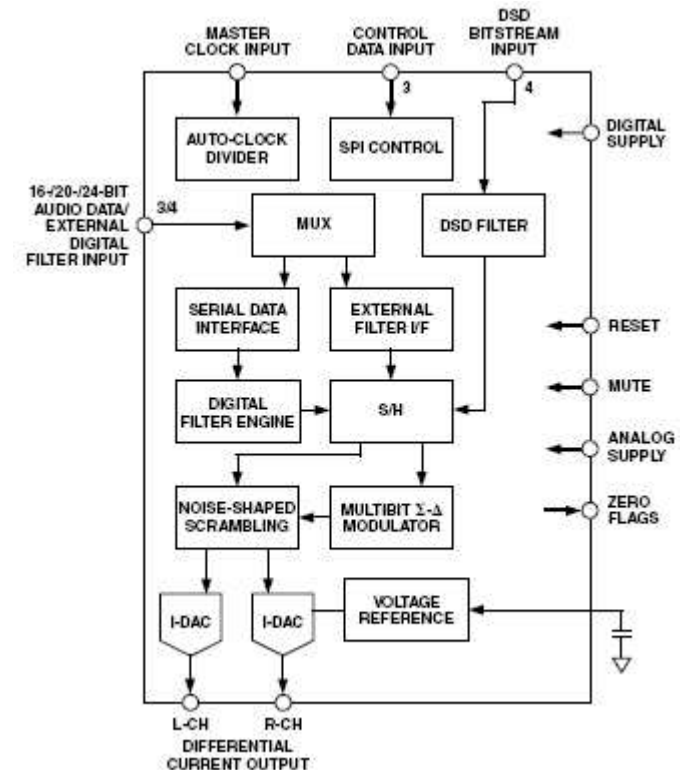 MASTER
CLOCK INPUT
CONTROL
DATA INPUT
DSD
BITSTREAM
INPUT
3
4
AUTO-CLOCK
DIVIDER
SPI CONTROL
DIGITAL
SUPPLY
16-/20-/24-BIT
AUDIO DATA/
EXTERNAL
DIGITAL
FILTER INPUT
3/4
MUX
DSD FILTER
SERIAL DATA
INTERFACE
EXTERNAL
FILTER I/F
RESET
DIGITAL
FILTER ENGINE
S/H
MUTE
ANALOG
SUPPLY
NOISE-SHAPED
SCRAMBLING
MULTIBIT Σ-Δ
MODULATOR
ZERO
FLAGS
I-DAC
I-DAC
VOLTAGE
REFERENCE
L-CH
R-CH
DIFFERENTIAL
CURRENT OUTPUT